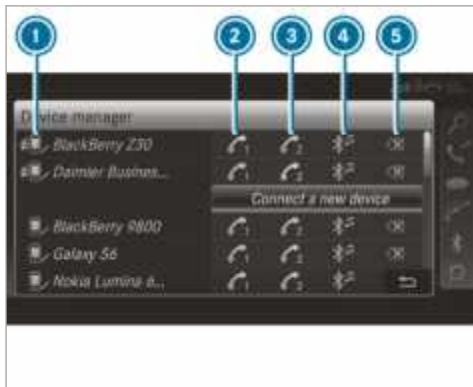 1 2 3 4 5
Device manager
BlackBerry Z30
Daimler Busines...
Connect a new device
BlackBerry 9800
Galaxy S6
Nokia Lumina 6...